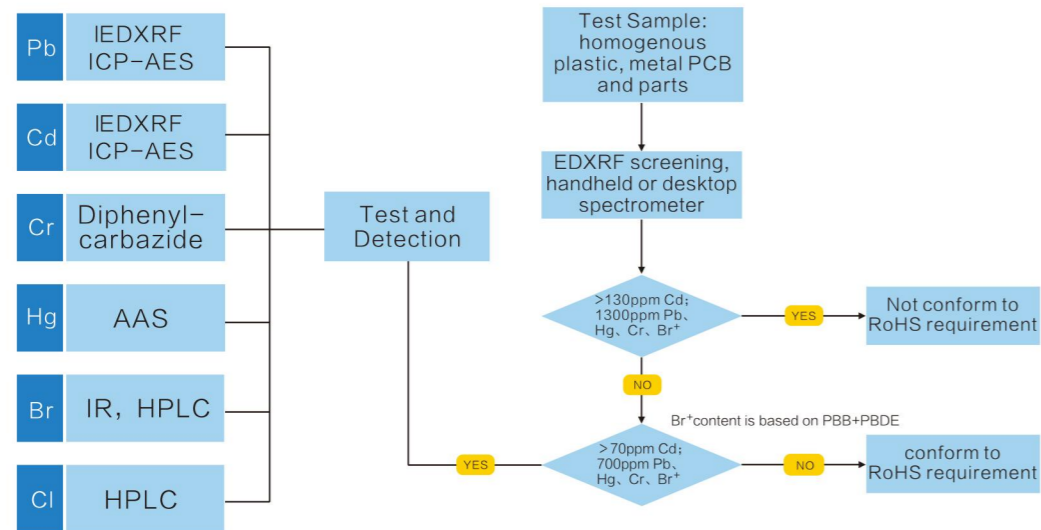 Pb
IEDXRF
ICP-AES
Cd
IEDXRF
ICP-AES
Cr
Diphenyl-
carbazide
Hg
AAS
Br
IR, HPLC
Cl
HPLC
Test and
Detection
Test Sample:
homogenous
plastic, metal PCB
and parts
EDXRF screening,
handheld or desktop
spectrometer
>130ppm Cd;
1300ppm Pb、
Hg、Cr、Br⁺
YES
Not conform to
RoHS requirement
NO
Br⁺content is based on PBB+PBDE
>70ppm Cd;
700ppm Pb、
Hg、Cr、Br⁺
YES
NO
conform to
RoHS requirement